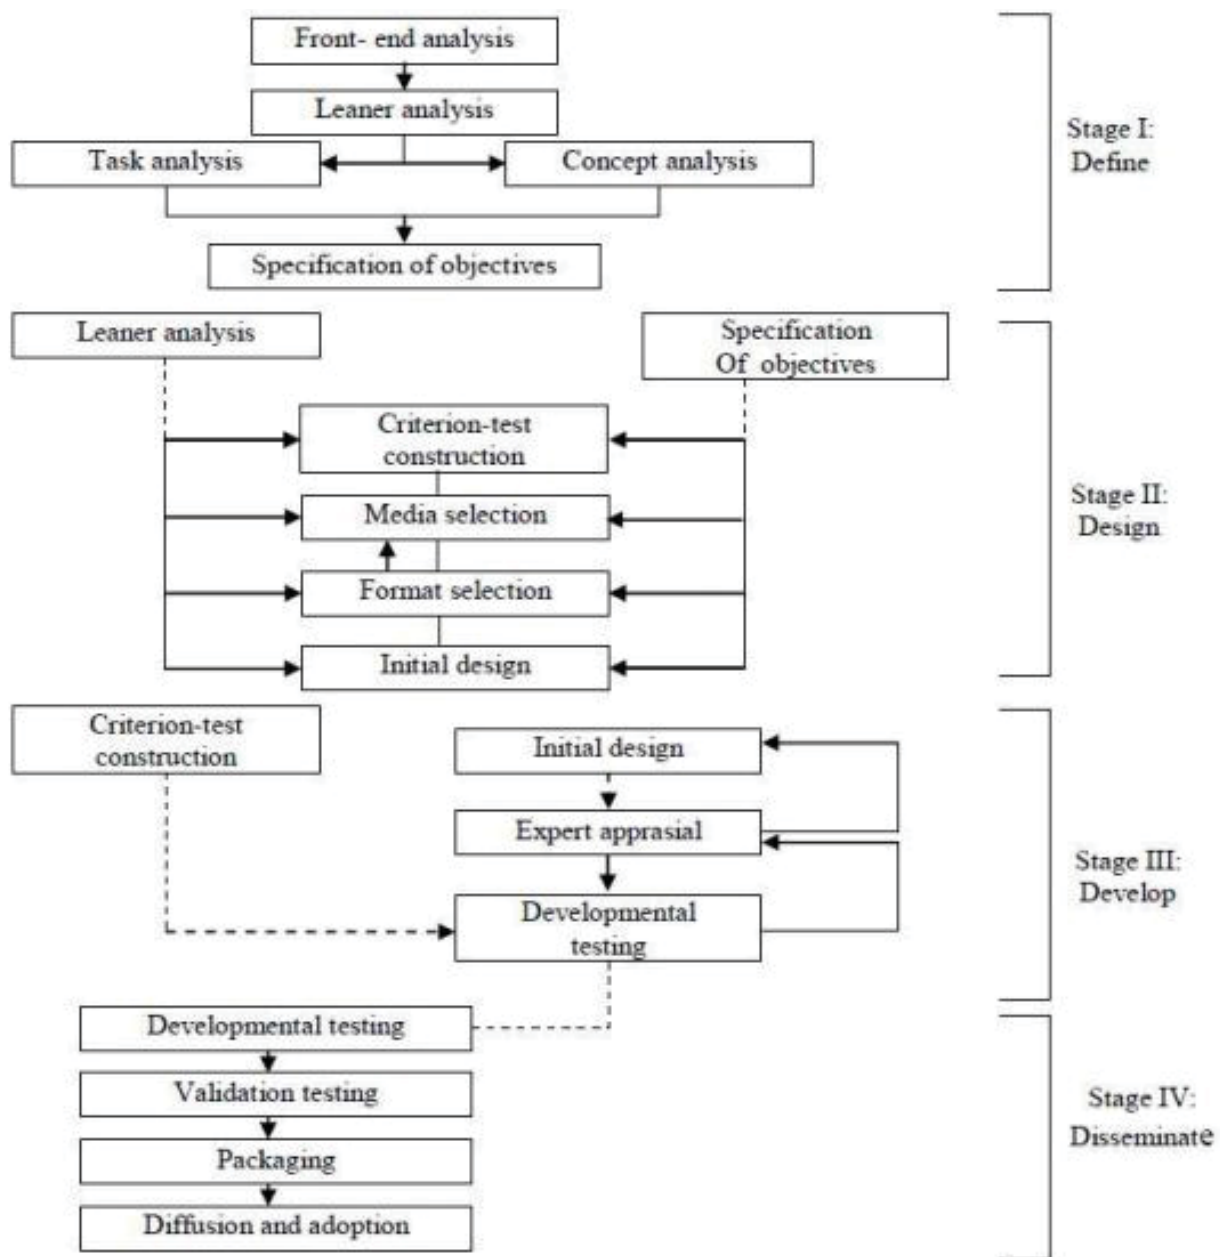 Front- end analysis
Leaner analysis
Task analysis
Concept analysis
Specification of objectives
Stage I:
Define
Leaner analysis
Specification
Of objectives
Criterion-test
construction
Media selection
Format selection
Initial design
Stage II:
Design
Criterion-test
construction
Initial design
Expert apprasial
Developmental
testing
Stage III:
Develop
Developmental testing
Validation testing
Packaging
Diffusion and adoption
Stage IV:
Disseminate